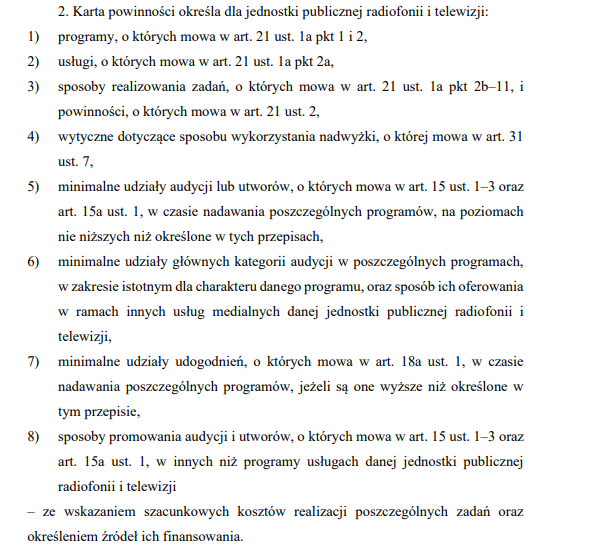 2. Karta powinności określa dla jednostki publicznej radiofonii i telewizji:
1) programy, o których mowa w art. 21 ust. 1a pkt 1 i 2,
2) usługi, o których mowa w art. 21 ust. 1a pkt 2a,
3) sposoby realizowania zadań, o których mowa w art. 21 ust. 1a pkt 2b–11, i
powinności, o których mowa w art. 21 ust. 2,
4) wytyczne dotyczące sposobu wykorzystania nadwyżki, o której mowa w art. 31
ust. 7,
5) minimalne udziały audycji lub utworów, o których mowa w art. 15 ust. 1–3 oraz
art. 15a ust. 1, w czasie nadawania poszczególnych programów, na poziomach
nie niższych niż określone w tych przepisach,
6) minimalne udziały głównych kategorii audycji w poszczególnych programach,
w zakresie istotnym dla charakteru danego programu, oraz sposób ich oferowania
w ramach innych usług medialnych danej jednostki publicznej radiofonii i
telewizji,
7) minimalne udziały udogodnień, o których mowa w art. 18a ust. 1, w czasie
nadawania poszczególnych programów, jeżeli są one wyższe niż określone w
tym przepisie,
8) sposoby promowania audycji i utworów, o których mowa w art. 15 ust. 1–3 oraz
art. 15a ust. 1, w innych niż programy usługach danej jednostki publicznej
radiofonii i telewizji
– ze wskazaniem szacunkowych kosztów realizacji poszczególnych zadań oraz
określeniem źródeł ich finansowania.